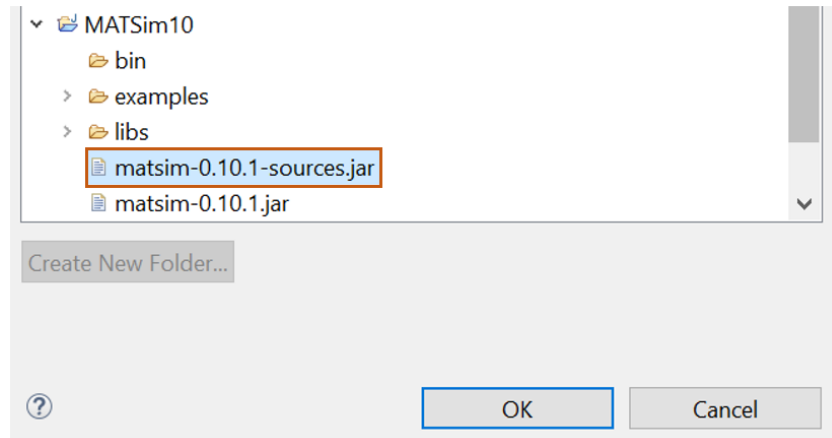 MATSim10
bin
examples
libs
matsim-0.10.1-sources.jar
matsim-0.10.1.jar
Create New Folder...
?
OK
Cancel